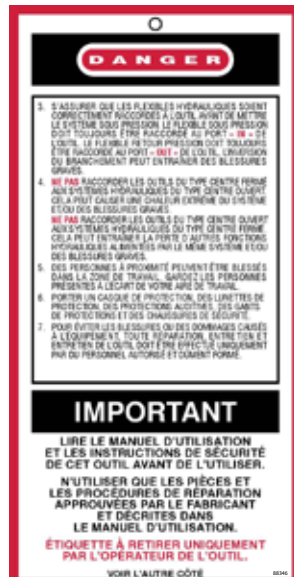 DANGER
3. S'ASSURER QUE LES FLEXIBLES HYDRAULIQUES SOIENT
CORRECTEMENT RACCORDÉS À L'OUTIL AVANT DE METTRE
LE SYSTÈME SOUS PRESSION. LE FLEXIBLE SOUS PRESSION
DOIT TOUJOURS ÊTRE RACCORDÉ AU PORT « IN » DE
L'OUTIL. LE FLEXIBLE RETOUR PRESSION DOIT TOUJOURS
ÊTRE RACCORDÉ AU PORT « OUT » DE L'OUTIL. L'INVERSION
DU BRANCHEMENT PEUT ENTRAÎNER DES BLESSURES
GRAVES.
4. NE PAS RACCORDER LES OUTILS DU TYPE CENTRE FERMÉ
AUX SYSTÈMES HYDRAULIQUES DU TYPE CENTRE OUVERT.
CELA PEUT CAUSER UNE CHALEUR EXTRÊME DU SYSTÈME
ET/OU DES BLESSURES GRAVES.
NE PAS RACCORDER LES OUTILS DU TYPE CENTRE OUVERT
AUX SYSTÈMES HYDRAULIQUES DU TYPE CENTRE FERMÉ.
CELA PEUT ENTRAÎNER LA PERTE D'AUTRES FONCTIONS
HYDRAULIQUES ALIMENTÉES PAR LE MÊME SYSTÈME ET/OU
DES BLESSURES GRAVES.
5. DES PERSONNES À PROXIMITÉ PEUVENT ÊTRE BLESSÉS
DANS LA ZONE DE TRAVAIL. GARDEZ LES PERSONNES
PRÉSENTES À L'ÉCART DE VOTRE AIRE DE TRAVAIL.
6. PORTER UN CASQUE DE PROTECTION, DES LUNETTES DE
PROTECTION, DES PROTECTIONS AUDITIVES, DES GANTS
DE PROTECTIONS ET DES CHAUSSURES DE SÉCURITÉ.
7. POUR ÉVITER LES BLESSURES OU DES DOMMAGES CAUSÉS
À L'ÉQUIPEMENT, TOUTE RÉPARATION, ENTRETIEN ET
ENTRETIEN DE L'OUTIL DOIT ÊTRE EFFECTUÉ UNIQUEMENT
PAR DU PERSONNEL AUTORISÉ ET DÛMENT FORMÉ.
IMPORTANT
LIRE LE MANUEL D'UTILISATION
ET LES INSTRUCTIONS DE SÉCURITÉ
DE CET OUTIL AVANT DE L'UTILISER.
N'UTILISER QUE LES PIÈCES ET
LES PROCÉDURES DE RÉPARATION
APPROUVÉES PAR LE FABRICANT
ET DÉCRITES DANS
LE MANUEL D'UTILISATION.
ÉTIQUETTE À RETIRER UNIQUEMENT
PAR L'OPÉRATEUR DE L'OUTIL.
VOIR L'AUTRE CÔTÉ
88346